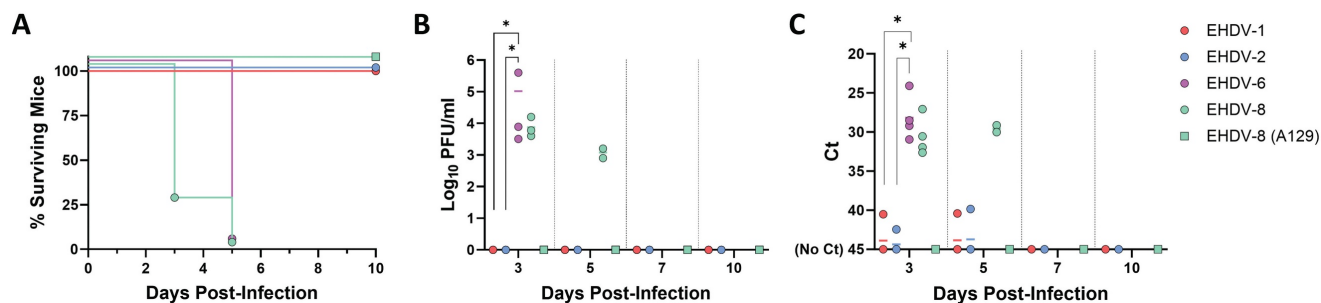 A
% Surviving Mice
100
75
50
25
0
0 2 4 6 8 10
Days Post-Infection
B
* 
*
Log10 PFU/ml
6
5
4
3
2
1
0
3 5 7 10
Days Post-Infection
C
*
*
Ct
20
25
30
35
40
(No Ct) 45
3 5 7 10
Days Post-Infection
EHDV-1
EHDV-2
EHDV-6
EHDV-8
EHDV-8 (A129)